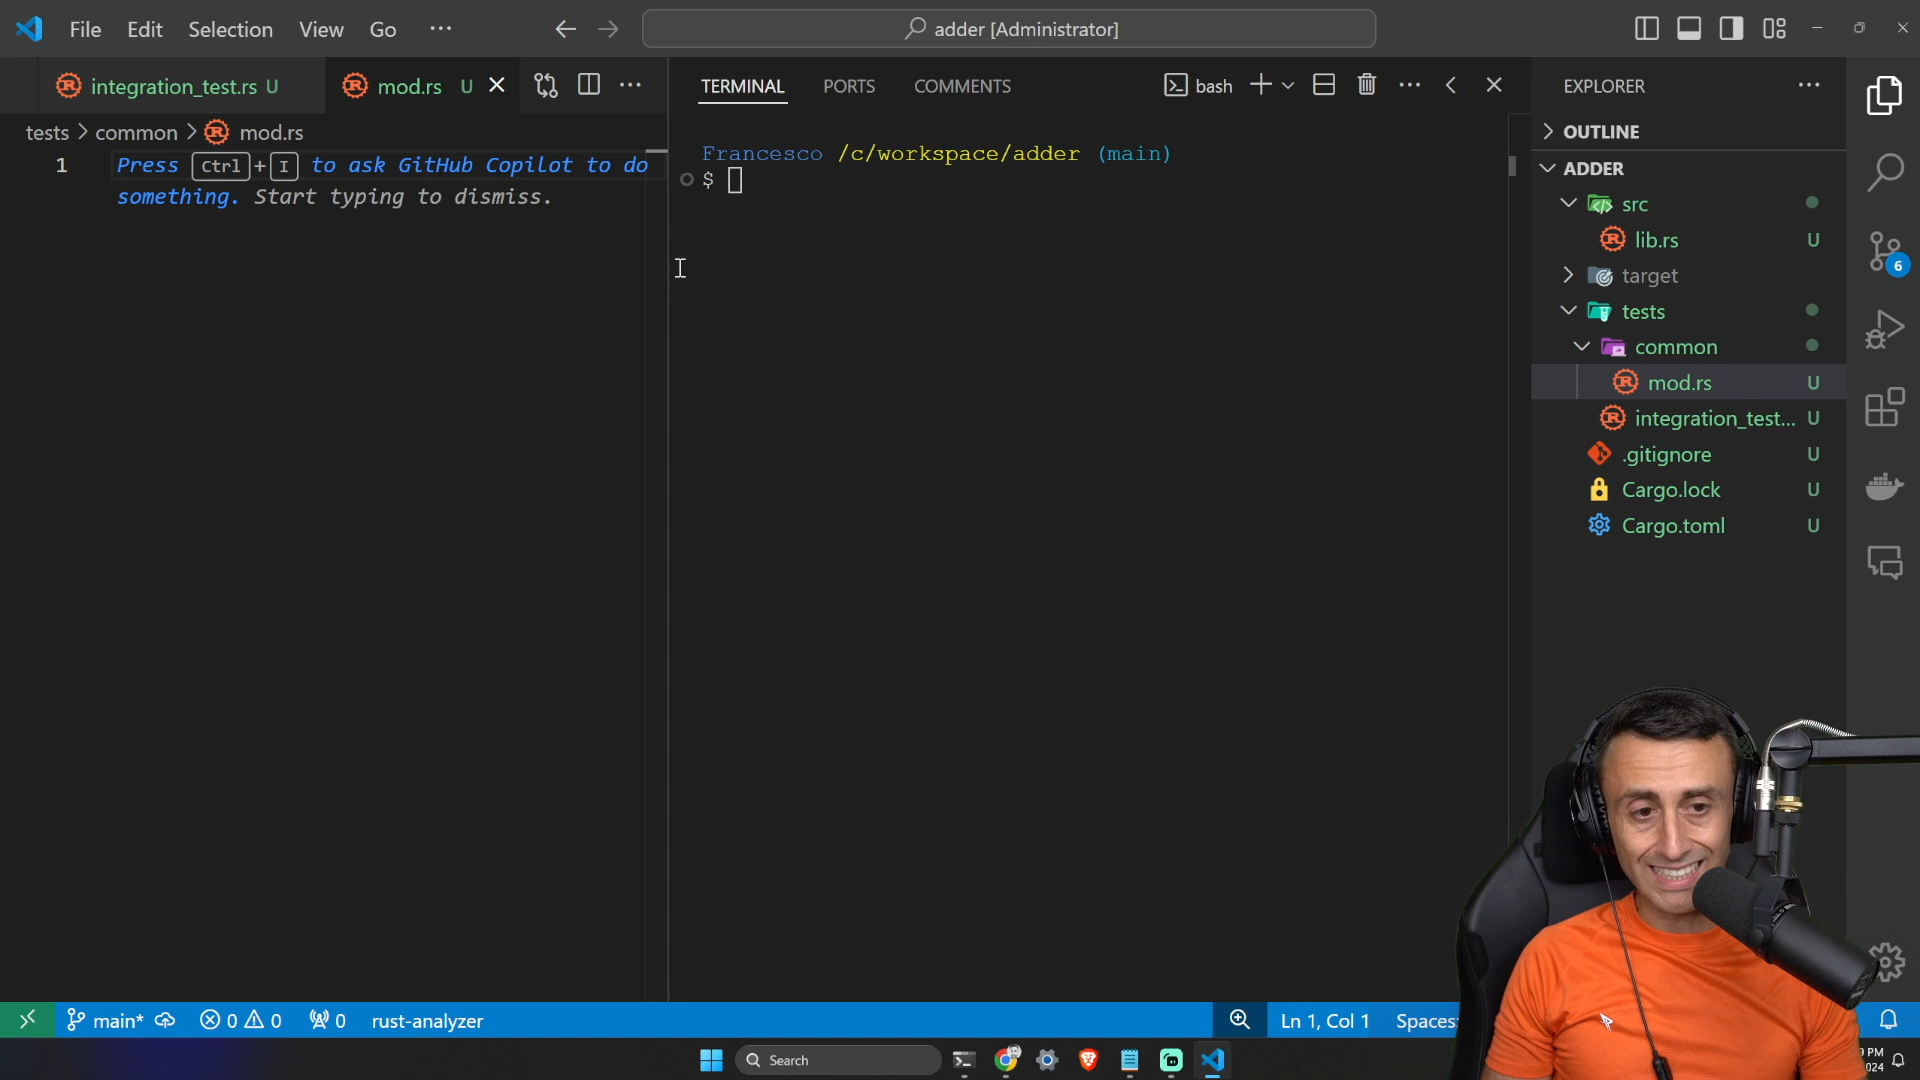 File Edit Selection View Go ...
adder [Administrator]
integration_test.rs U
mod.rs U
TERMINAL PORTS COMMENTS
bash
EXPLORER
tests > common > mod.rs
1 Press Ctrl + I to ask GitHub Copilot to do
something. Start typing to dismiss.
Francesco /c/workspace/adder (main)
$
OUTLINE
ADDER
src
lib.rs U
target
tests
common
mod.rs U
integration_test... U
.gitignore U
Cargo.lock U
Cargo.toml U
6
main* 0 0 0 rust-analyzer
Ln 1, Col 1 Spaces:
Search
PM
024